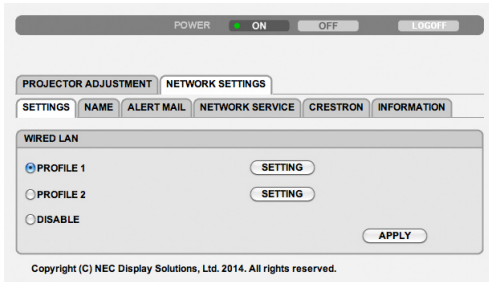 POWER ON OFF LOGOFF
PROJECTOR ADJUSTMENT NETWORK SETTINGS
SETTINGS NAME ALERT MAIL NETWORK SERVICE CRESTRON INFORMATION
WIRED LAN
PROFILE 1 SETTING
PROFILE 2 SETTING
DISABLE
APPLY
Copyright (C) NEC Display Solutions, Ltd. 2014. All rights reserved.